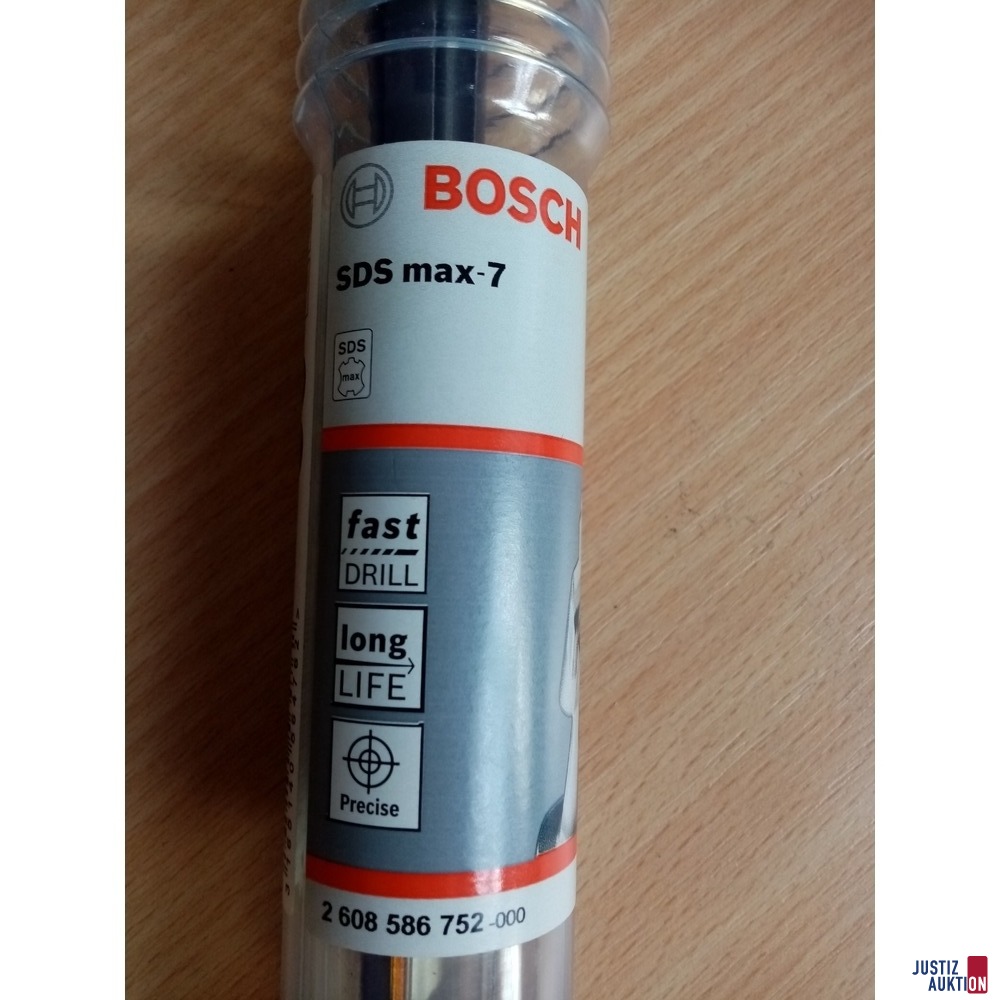 BOSCH
SDS max-7
SDS
max
fast
DRILL
long
LIFE
Precise
2 608 586 752 -000
JUSTIZ
AUKTION